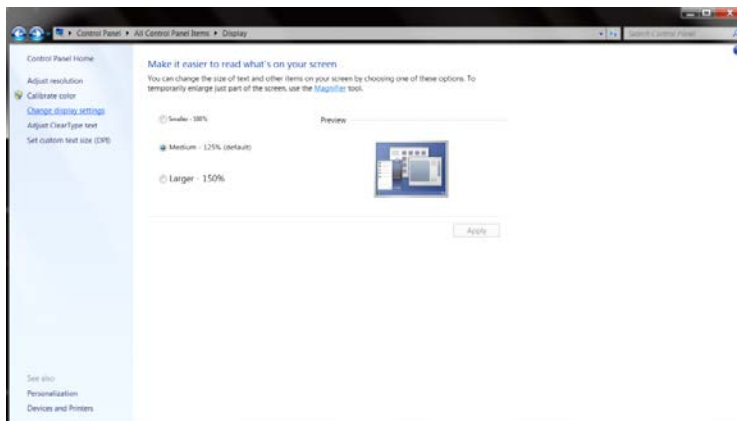 Control Panel ▸ All Control Panel Items ▸ Display
Search Control Panel
Control Panel Home
Adjust resolution
Calibrate color
Change display settings
Adjust ClearType text
Set custom text size (DPI)
Make it easier to read what's on your screen
You can change the size of text and other items on your screen by choosing one of these options. To
temporarily enlarge just part of the screen, use the Magnifier tool.
Smaller - 100%
Preview
Medium - 125% (default)
Larger - 150%
Apply
See also
Personalization
Devices and Printers